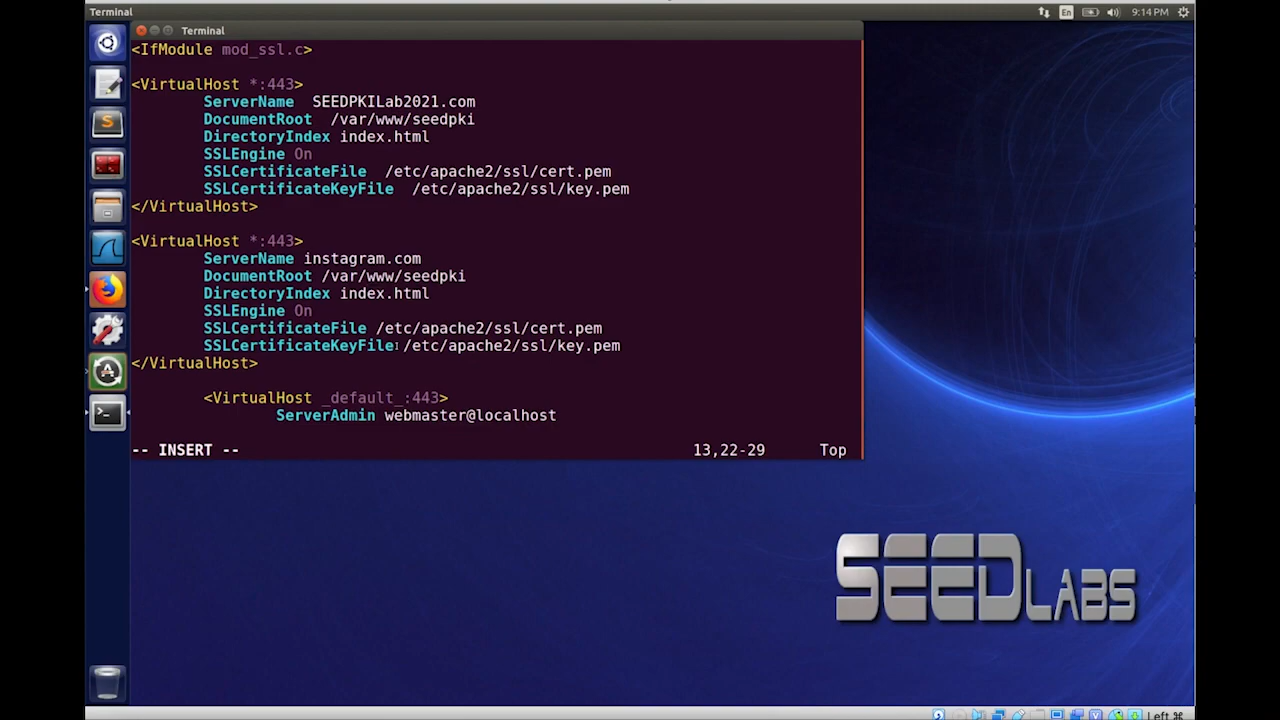 Terminal
En
9:14 PM
Terminal
<IfModule mod_ssl.c>
<VirtualHost *:443>
ServerName SEEDPKILab2021.com
DocumentRoot /var/www/seedpki
DirectoryIndex index.html
SSLEngine On
SSLCertificateFile /etc/apache2/ssl/cert.pem
SSLCertificateKeyFile /etc/apache2/ssl/key.pem
</VirtualHost>
<VirtualHost *:443>
ServerName instagram.com
DocumentRoot /var/www/seedpki
DirectoryIndex index.html
SSLEngine On
SSLCertificateFile /etc/apache2/ssl/cert.pem
SSLCertificateKeyFile /etc/apache2/ssl/key.pem
</VirtualHost>
<VirtualHost _default_:443>
ServerAdmin webmaster@localhost
-- INSERT -- 13,22-29 Top
SEEDLABS
Left ⌘